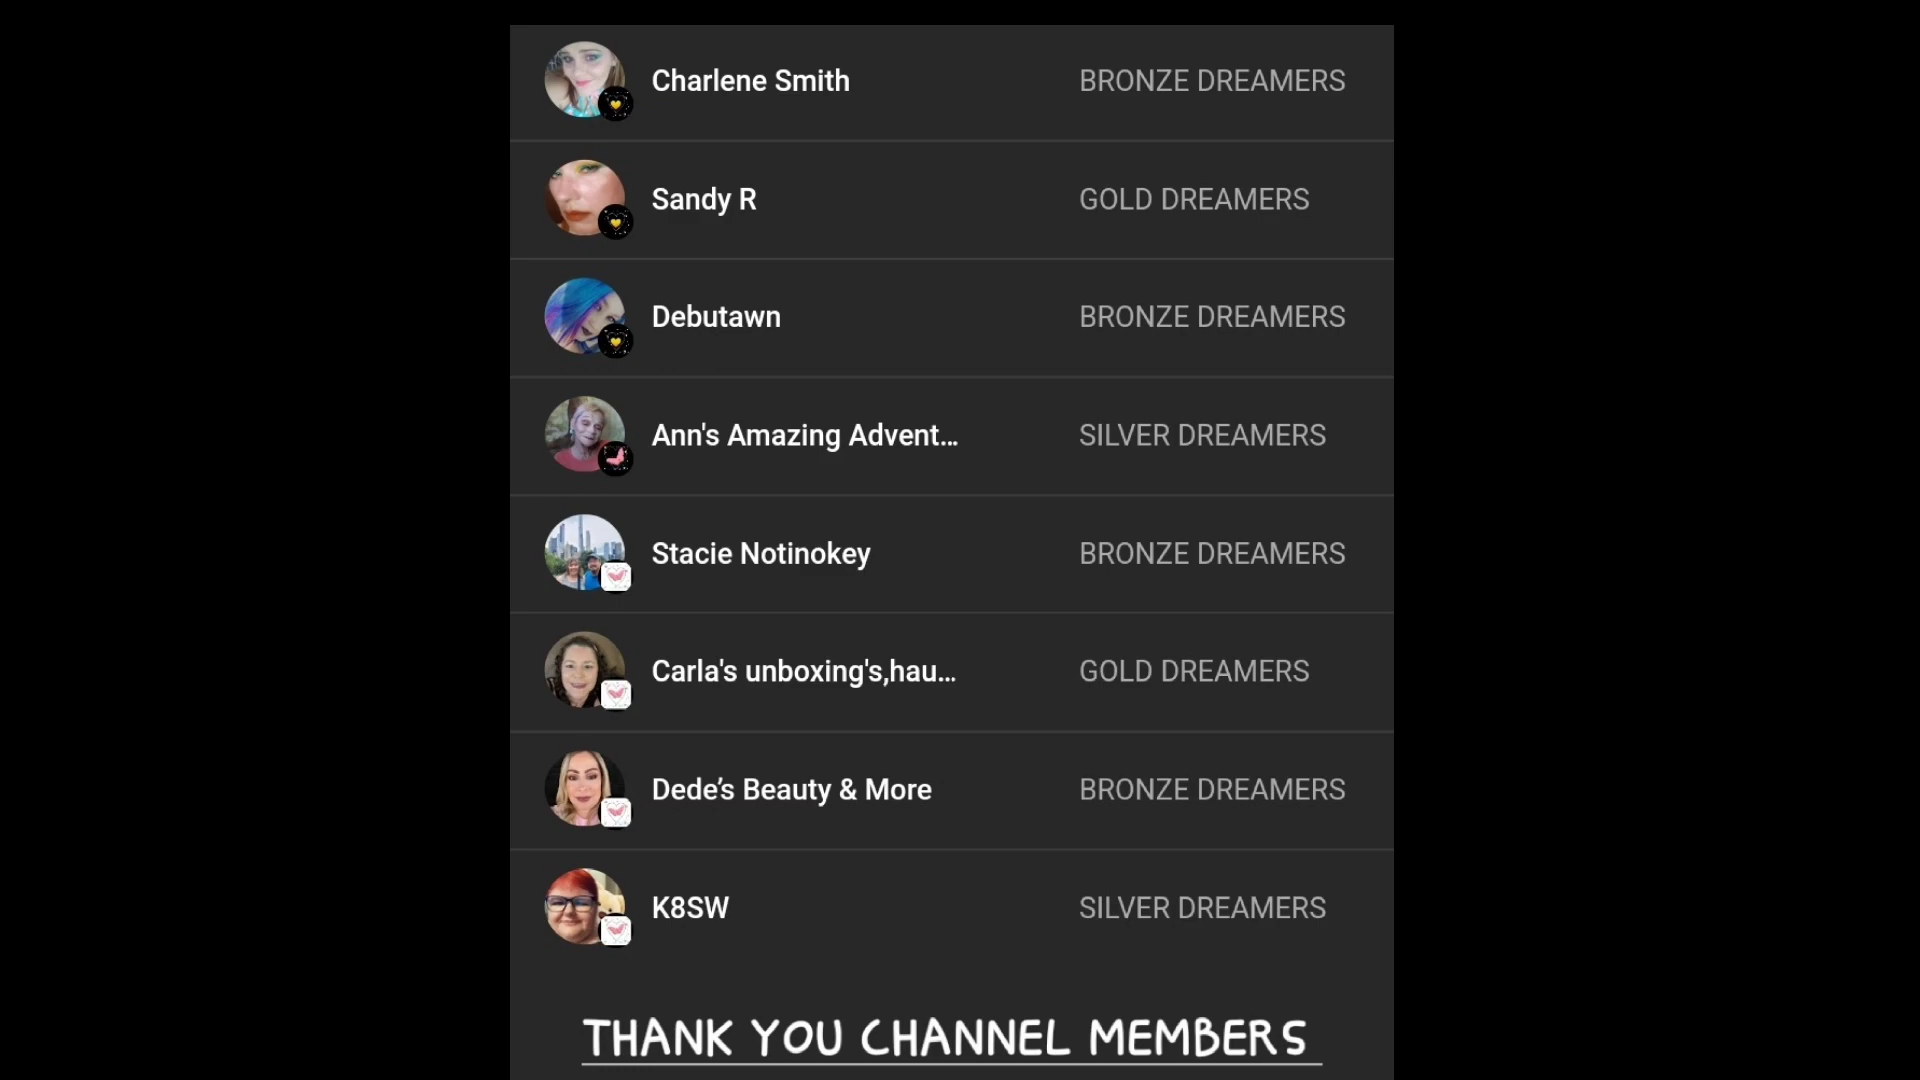 Charlene Smith BRONZE DREAMERS
Sandy R GOLD DREAMERS
Debutawn BRONZE DREAMERS
Ann's Amazing Advent... SILVER DREAMERS
Stacie Notinokey BRONZE DREAMERS
Carla's unboxing's,hau... GOLD DREAMERS
Dede’s Beauty & More BRONZE DREAMERS
K8SW SILVER DREAMERS
THANK YOU CHANNEL MEMBERS